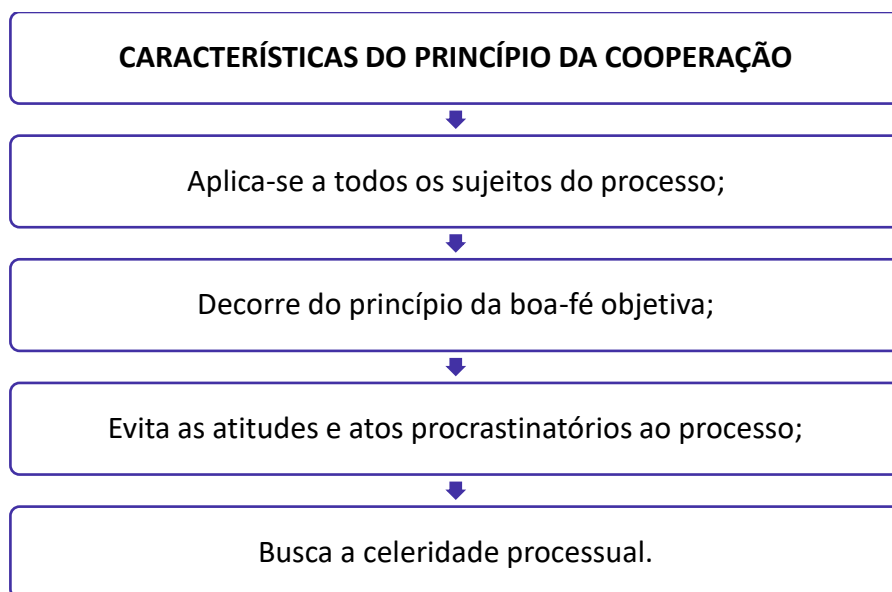 CARACTERÍSTICAS DO PRINCÍPIO DA COOPERAÇÃO
Aplica-se a todos os sujeitos do processo;
Decorre do princípio da boa-fé objetiva;
Evita as atitudes e atos procrastinatórios ao processo;
Busca a celeridade processual.